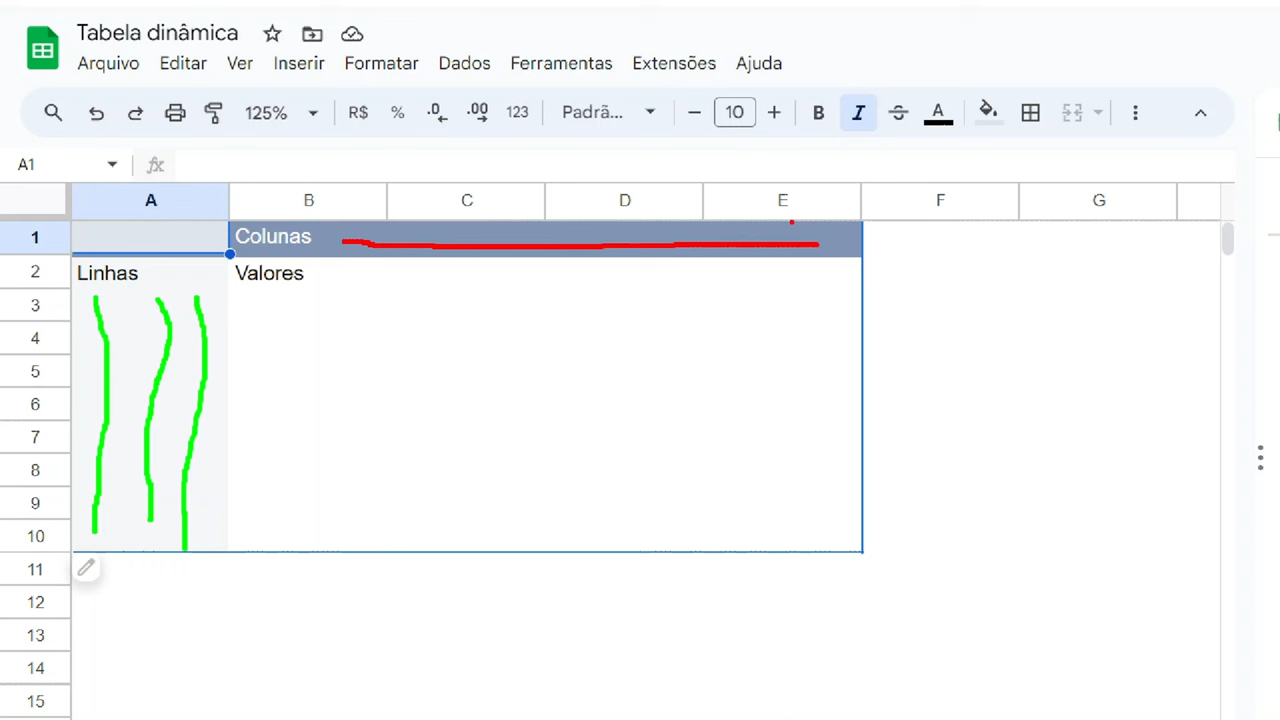 Tabela dinâmica
Arquivo Editar Ver Inserir Formatar Dados Ferramentas Extensões Ajuda
125% R$ % .0 .00 123 Padrã... 10 B I S A
A1 fx
A B C D E F G
1 Colunas
2 Linhas Valores
3
4
5
6
7
8
9
10
11
12
13
14
15